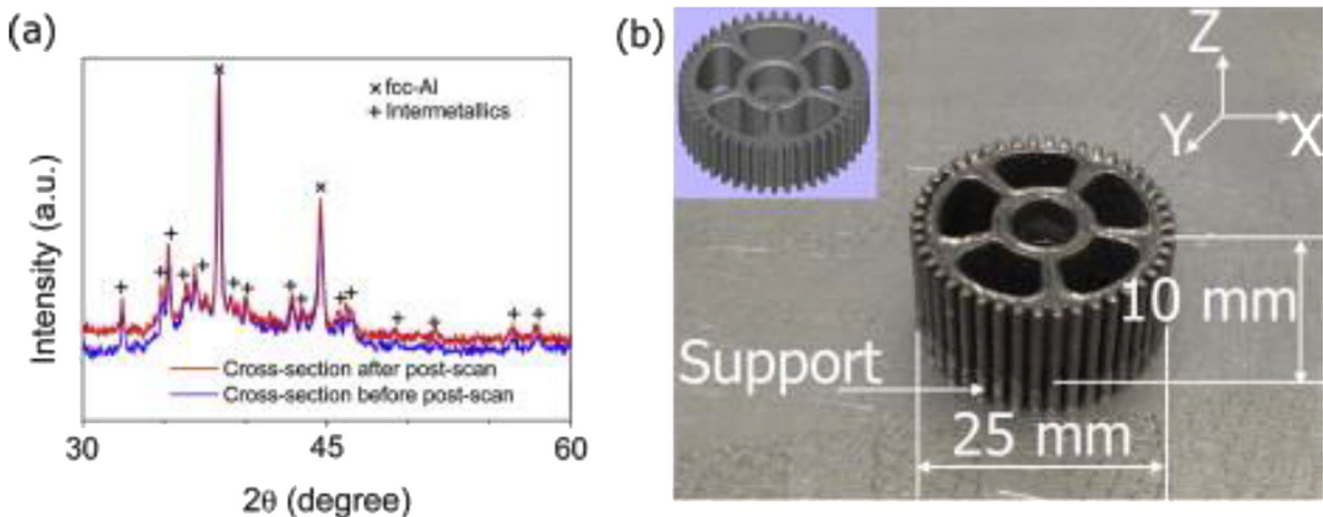 (a)
× fcc-Al
+ Intermetallics
Intensity (a.u.)
Cross-section after post-scan
Cross-section before post-scan
30
45
60
2θ (degree)
(b)
Z
Y
X
10 mm
Support
25 mm